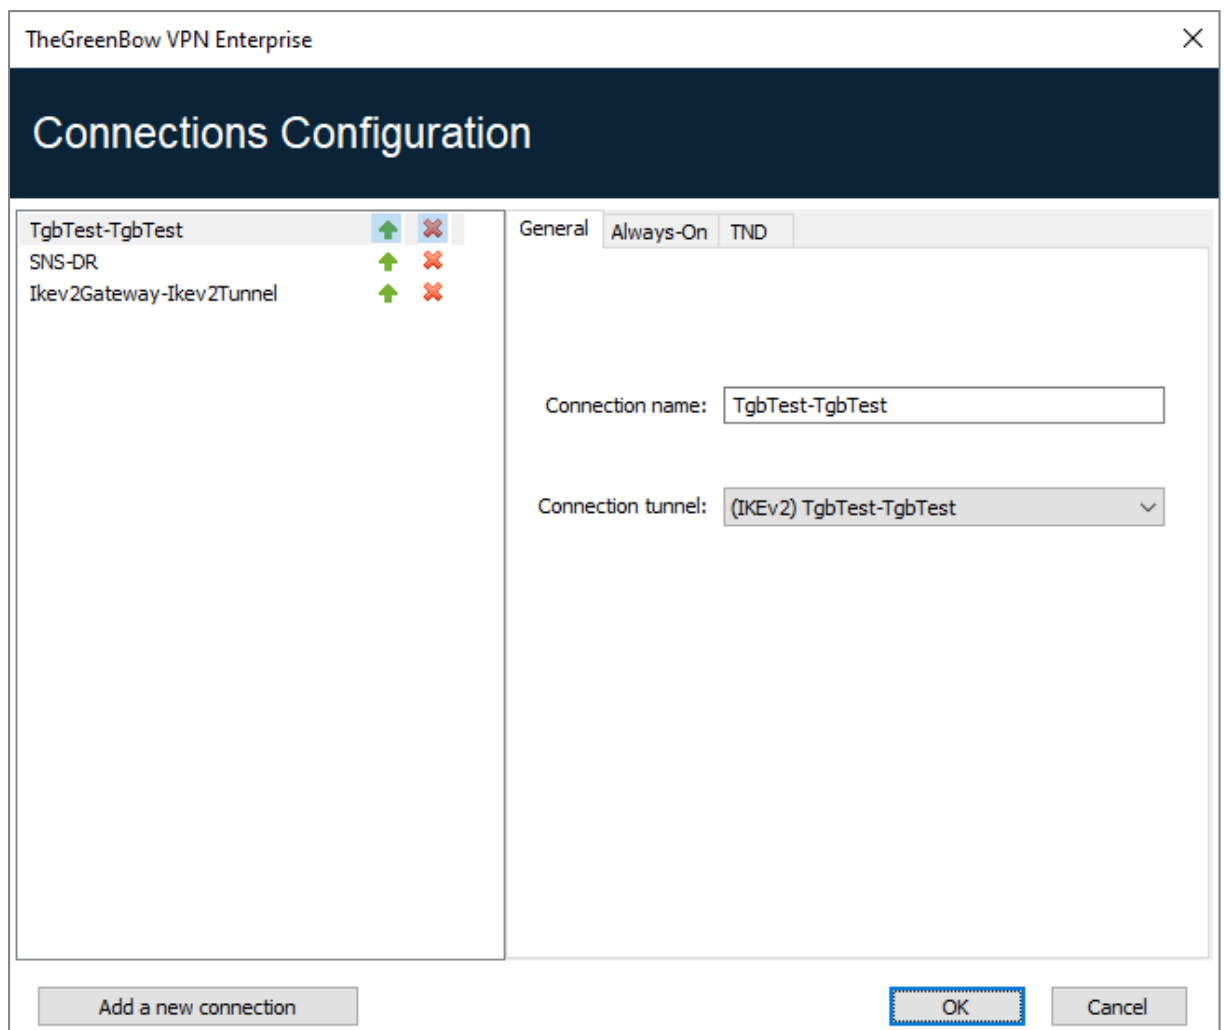 TheGreenBow VPN Enterprise
Connections Configuration
TgbTest-TgbTest
SNS-DR
Ikev2Gateway-Ikev2Tunnel
General Always-On TND
Connection name: TgbTest-TgbTest
Connection tunnel: (IKEv2) TgbTest-TgbTest
Add a new connection OK Cancel